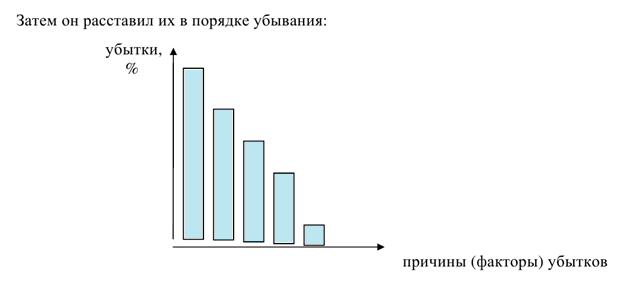 Затем он расставил их в порядке убывания:
убытки,
%
причины (факторы) убытков